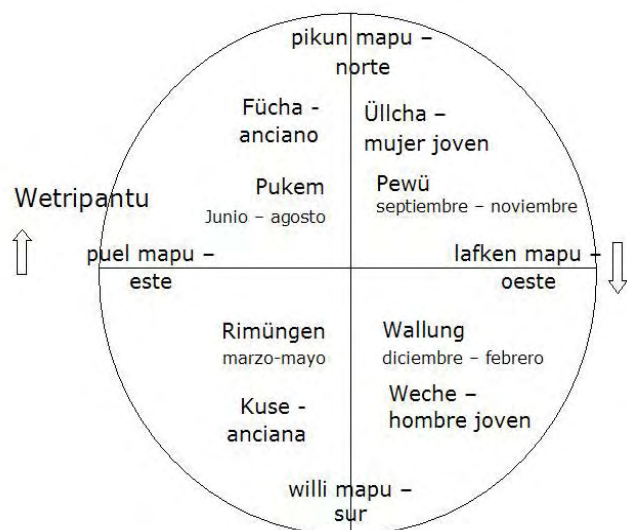 pikun mapu –
norte
Fücha -
anciano
Üllcha –
mujer joven
Wetripantu
Pukem
Junio – agosto
Pewü
septiembre – noviembre
puel mapu –
este
lafken mapu –
oeste
Rimüngen
marzo-mayo
Wallung
diciembre – febrero
Kuse -
anciana
Weche –
hombre joven
willi mapu –
sur